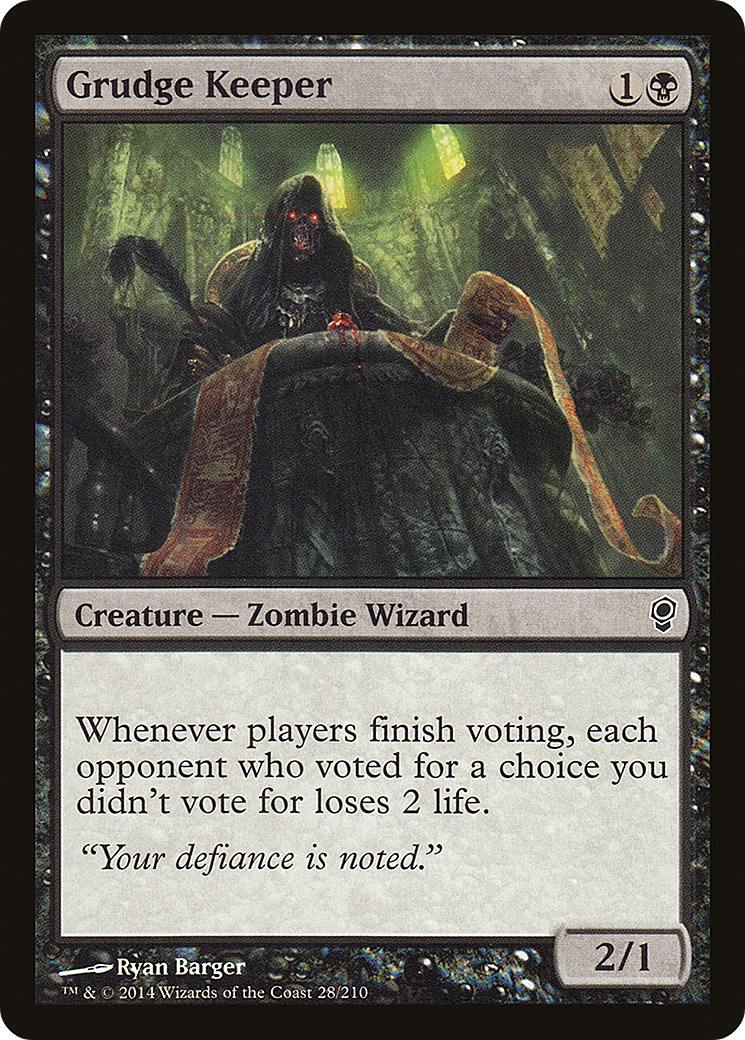 Grudge Keeper 1
Creature — Zombie Wizard
Whenever players finish voting, each
opponent who voted for a choice you
didn't vote for loses 2 life.
“Your defiance is noted.”
2/1
Ryan Barger
™ & © 2014 Wizards of the Coast 28/210